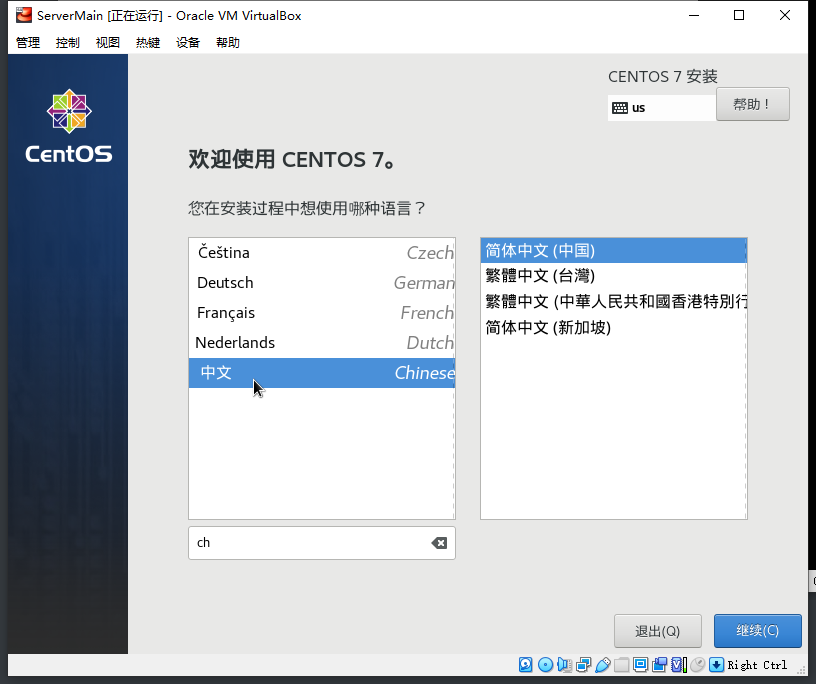 ServerMain [正在运行] - Oracle VM VirtualBox
管理 控制 视图 热键 设备 帮助
CENTOS 7 安装
us
帮助！
CentOS
欢迎使用 CENTOS 7。
您在安装过程中想使用哪种语言？
Čeština Czech
Deutsch German
Français French
Nederlands Dutch
中文 Chinese
简体中文 (中国)
繁體中文 (台灣)
繁體中文 (中華人民共和國香港特別行
简体中文 (新加坡)
ch
退出(Q)
继续(C)
Right Ctrl